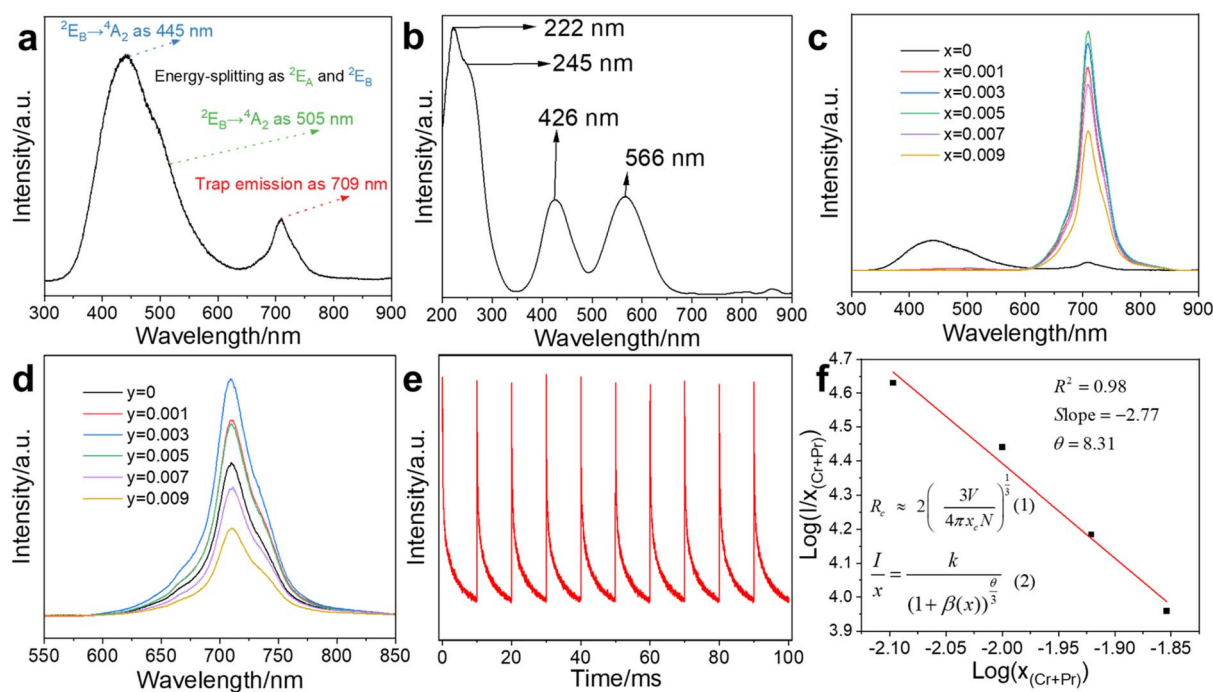 a
²E_B→⁴A₂ as 445 nm
Energy-splitting as ²E_A and ²E_B
²E_B→⁴A₂ as 505 nm
Trap emission as 709 nm
Intensity/a.u.
300 400 500 600 700 800 900
Wavelength/nm
b
222 nm
245 nm
426 nm
566 nm
Intensity/a.u.
200 300 400 500 600 700 800 900
Wavelength/nm
c
x=0
x=0.001
x=0.003
x=0.005
x=0.007
x=0.009
Intensity/a.u.
300 400 500 600 700 800 900
Wavelength/nm
d
y=0
y=0.001
y=0.003
y=0.005
y=0.007
y=0.009
Intensity/a.u.
550 600 650 700 750 800 850
Wavelength/nm
e
Intensity/a.u.
0 20 40 60 80 100
Time/ms
f
4.7
4.6
4.5
4.4
4.3
4.2
4.1
4.0
3.9
Log(I/x_(Cr+Pr))
R² = 0.98
Slope = −2.77
θ = 8.31
R_c ≈ 2(3V/4πx_cN)^(1/3) (1)
I/x = k/(1+β(x))^(θ/3) (2)
-2.10 -2.05 -2.00 -1.95 -1.90 -1.85
Log(x_(Cr+Pr))